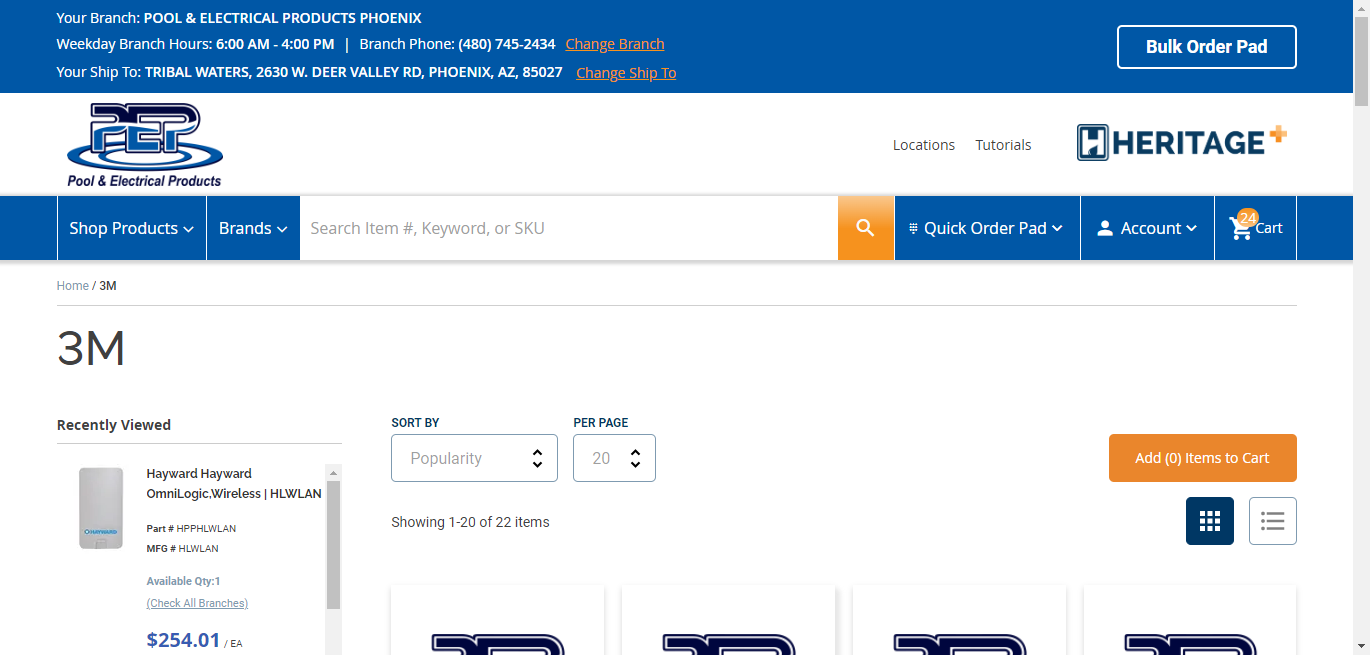 Your Branch: POOL & ELECTRICAL PRODUCTS PHOENIX
Weekday Branch Hours: 6:00 AM - 4:00 PM | Branch Phone: (480) 745-2434 Change Branch
Your Ship To: TRIBAL WATERS, 2630 W. DEER VALLEY RD, PHOENIX, AZ, 85027 Change Ship To
Bulk Order Pad
PEP
Pool & Electrical Products
Locations Tutorials
HERITAGE+
Shop Products Brands Search Item #, Keyword, or SKU Quick Order Pad Account 24 Cart
Home / 3M
3M
Recently Viewed
Hayward Hayward
OmniLogic,Wireless | HLWLAN
HAYWARD
Part # HPPHLWLAN
MFG # HLWLAN
Available Qty:1
(Check All Branches)
$254.01 / EA
SORT BY PER PAGE
Popularity 20
Add (0) Items to Cart
Showing 1-20 of 22 items
PEP PEP PEP PEP